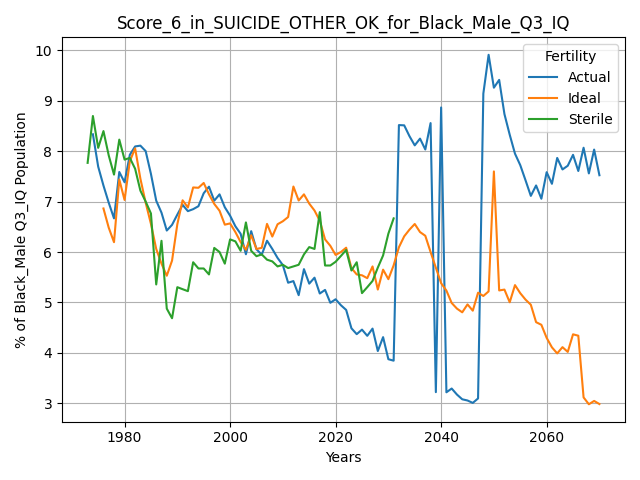 Score_6_in_SUICIDE_OTHER_OK_for_Black_Male_Q3_IQ
% of Black_Male Q3_IQ Population
10
9
8
7
6
5
4
3
Fertility
Actual
Ideal
Sterile
1980 2000 2020 2040 2060
Years